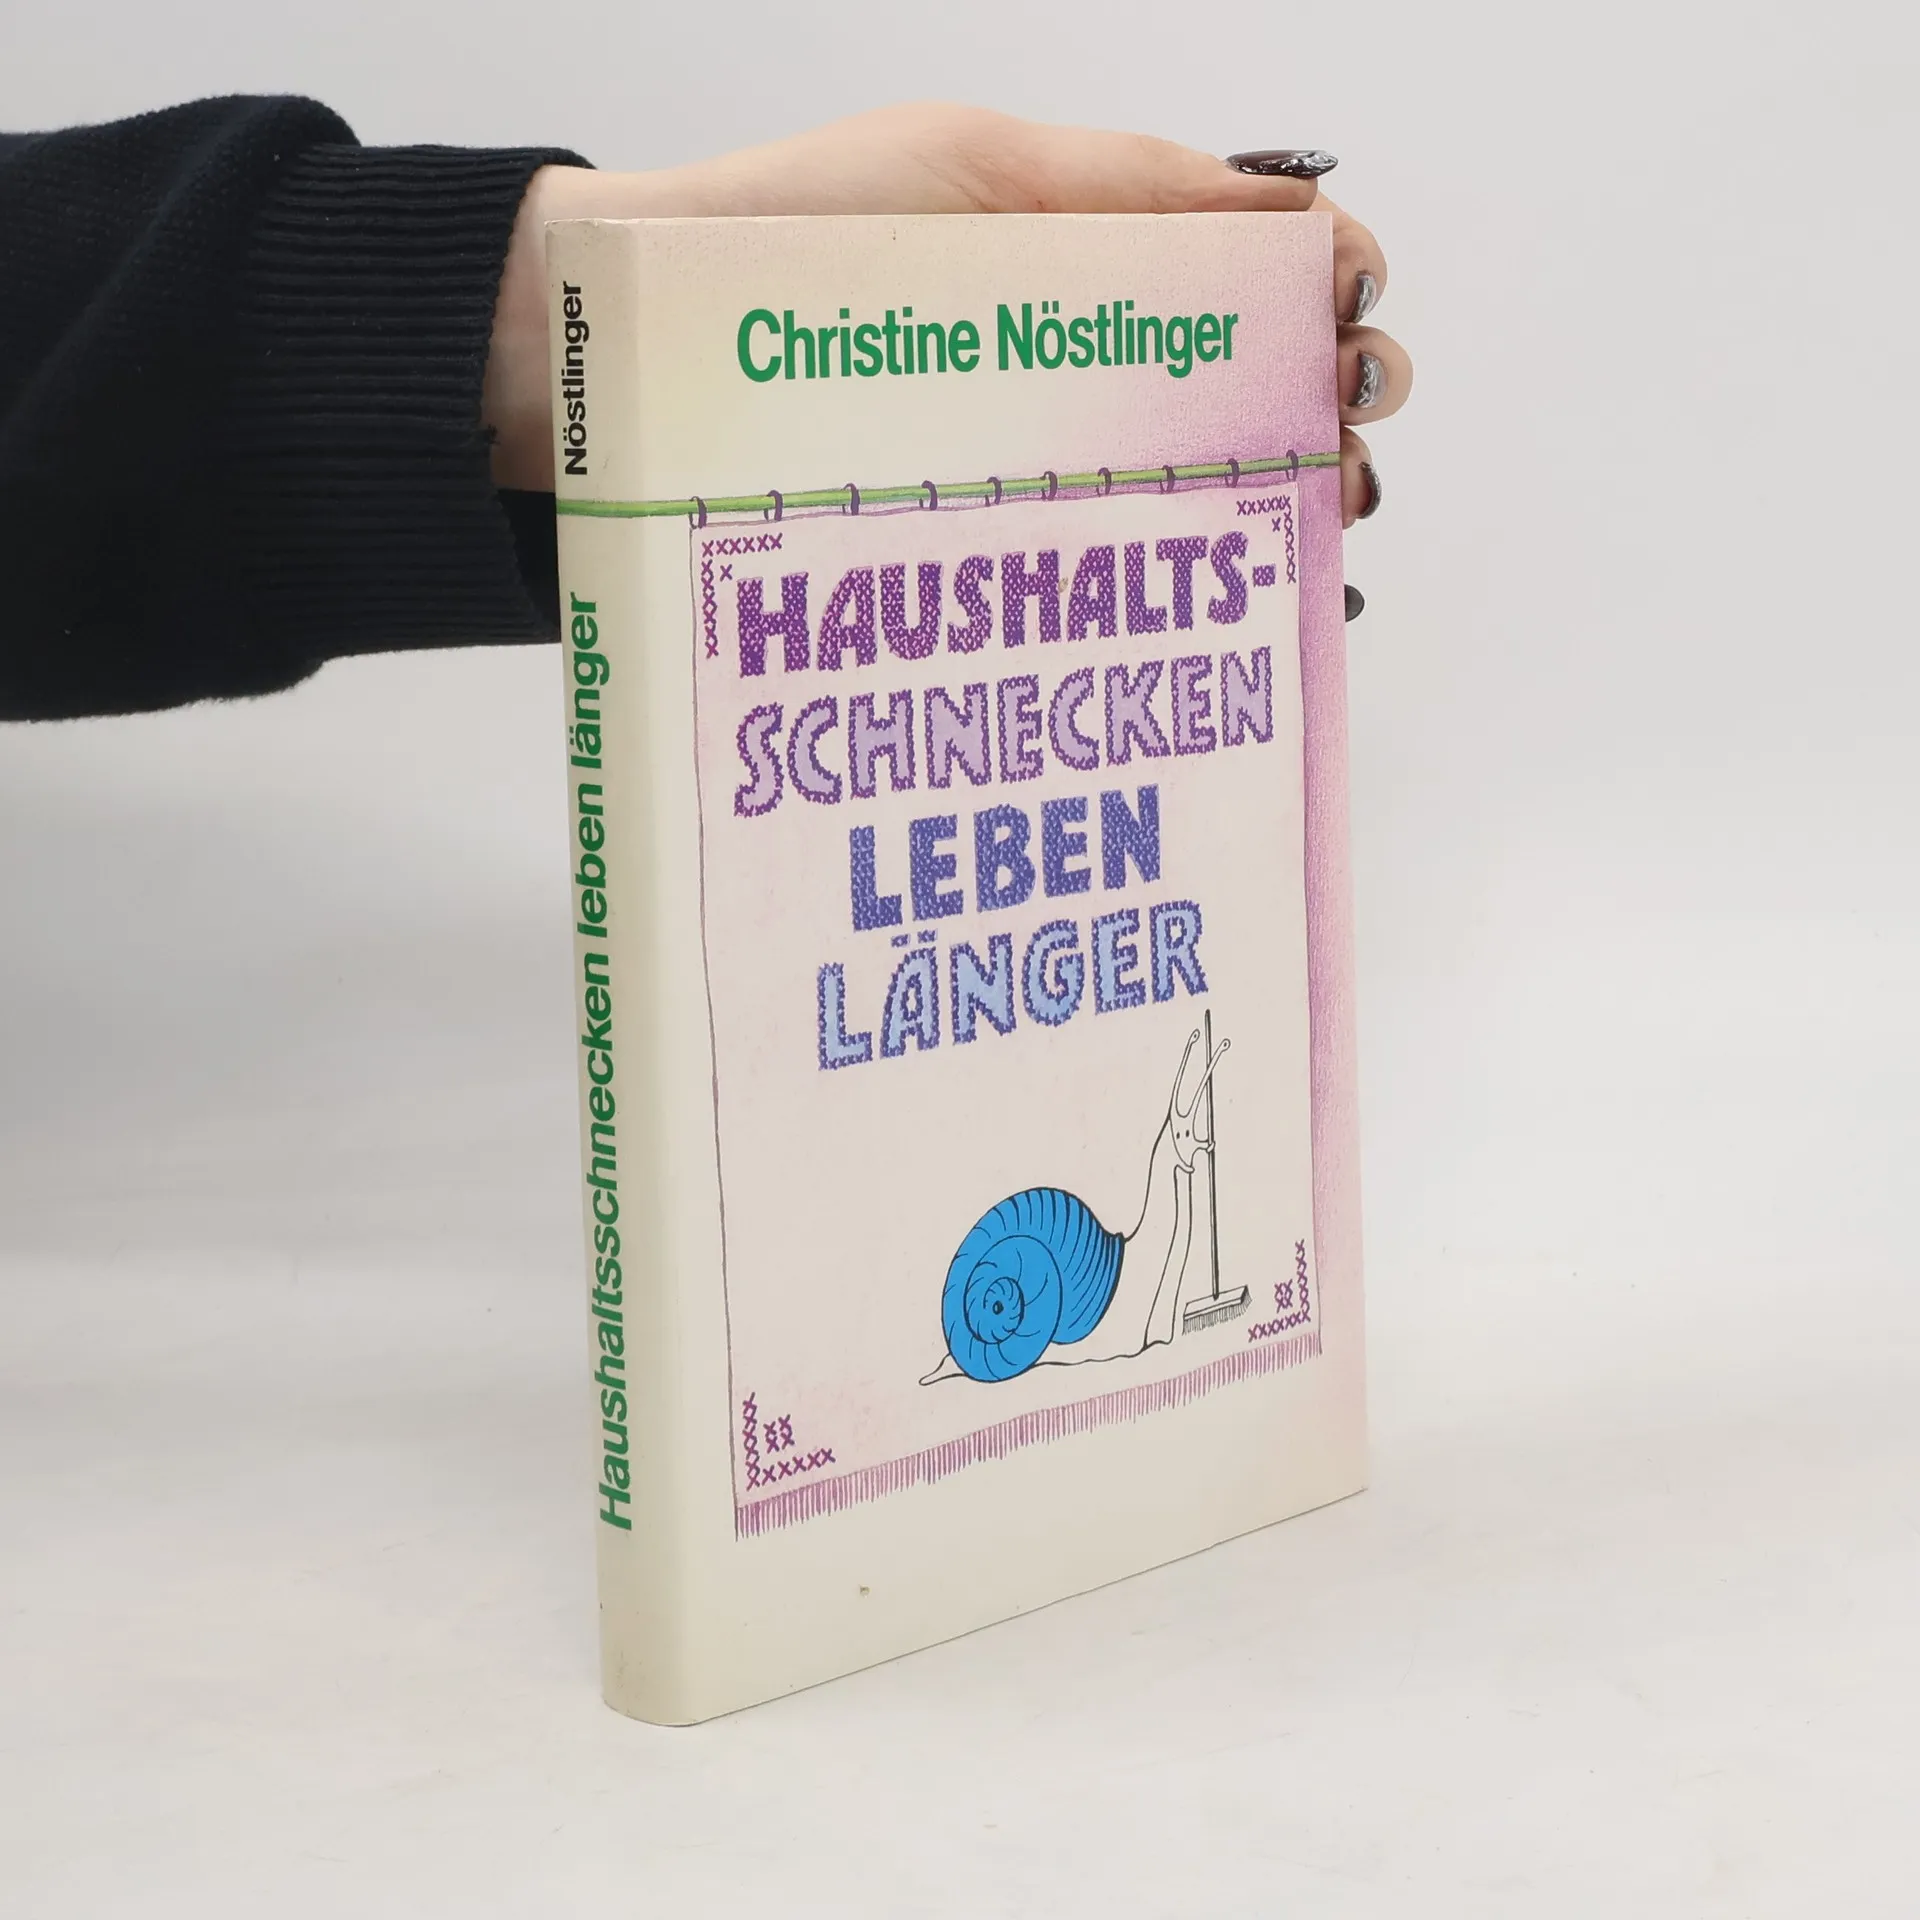 Nöstlinger
Haushaltsschnecken leben länger
Christine Nöstlinger
HAUSHALTS-
SCHNECKEN
LEBEN
LÄNGER